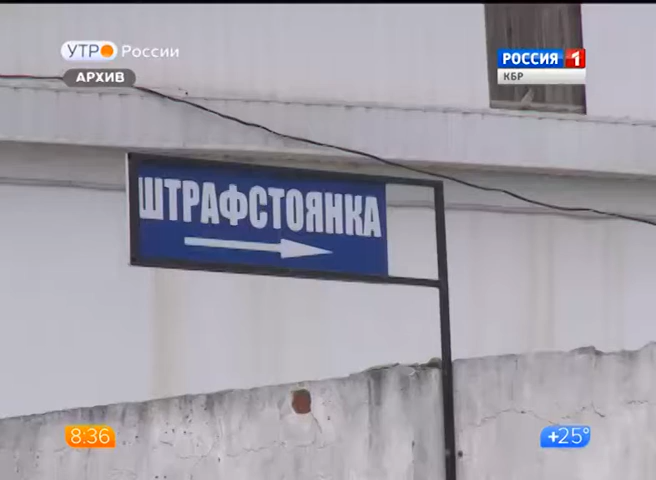 УТРО России
АРХИВ
РОССИЯ 1
КБР
ШТРАФСТОЯНКА
8:36
+25°